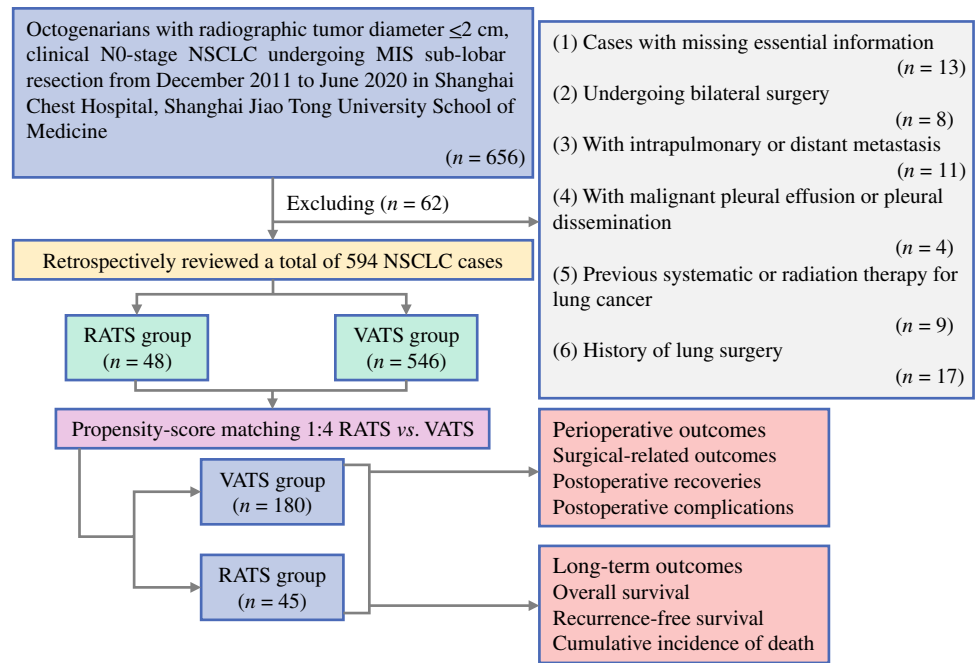 Octogenarians with radiographic tumor diameter ≤2 cm,
clinical N0-stage NSCLC undergoing MIS sub-lobar
resection from December 2011 to June 2020 in Shanghai
Chest Hospital, Shanghai Jiao Tong University School of
Medicine
(n = 656)
Excluding (n = 62)
(1) Cases with missing essential information
(n = 13)
(2) Undergoing bilateral surgery
(n = 8)
(3) With intrapulmonary or distant metastasis
(n = 11)
(4) With malignant pleural effusion or pleural
dissemination
(n = 4)
(5) Previous systematic or radiation therapy for
lung cancer
(n = 9)
(6) History of lung surgery
(n = 17)
Retrospectively reviewed a total of 594 NSCLC cases
RATS group
(n = 48)
VATS group
(n = 546)
Propensity-score matching 1:4 RATS vs. VATS
VATS group
(n = 180)
RATS group
(n = 45)
Perioperative outcomes
Surgical-related outcomes
Postoperative recoveries
Postoperative complications
Long-term outcomes
Overall survival
Recurrence-free survival
Cumulative incidence of death